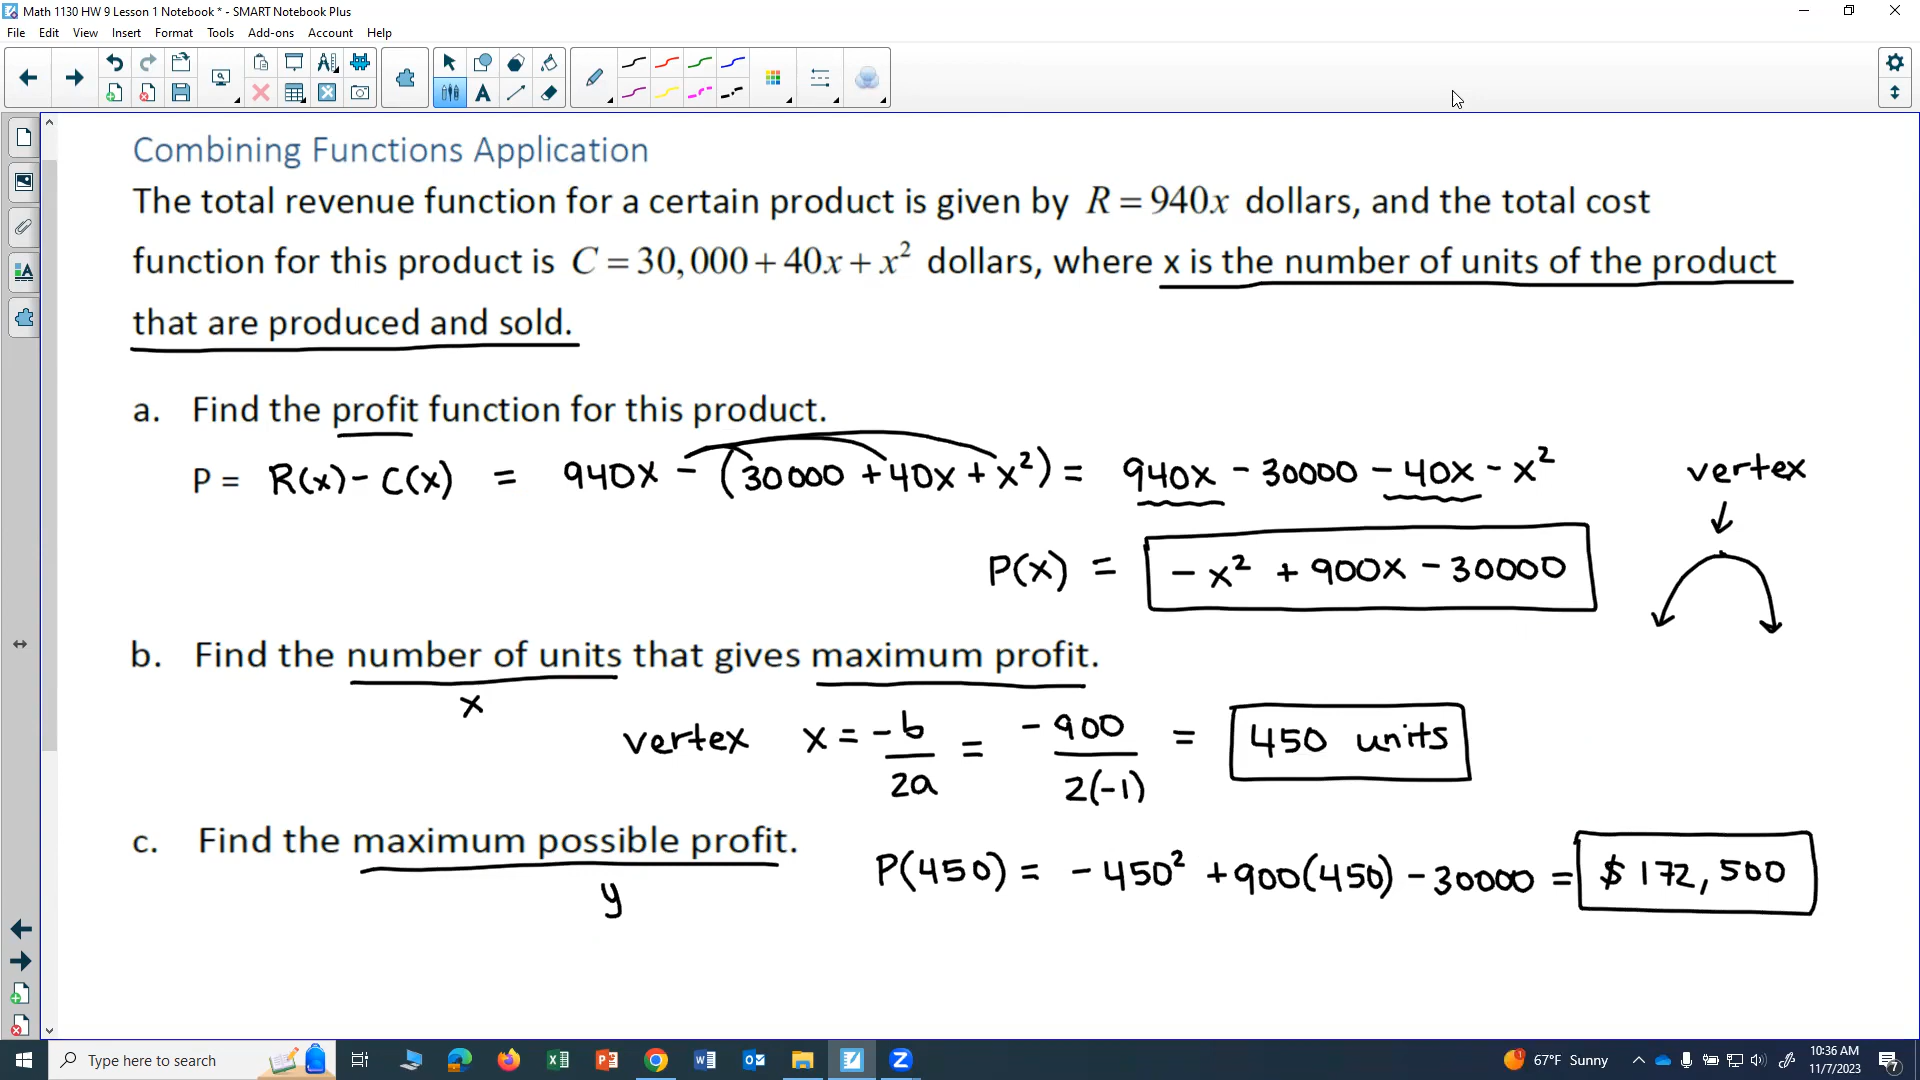 Math 1130 HW 9 Lesson 1 Notebook * - SMART Notebook Plus
File Edit View Insert Format Tools Add-ons Account Help
Combining Functions Application
The total revenue function for a certain product is given by R = 940x dollars, and the total cost
function for this product is C = 30,000 + 40x + x² dollars, where x is the number of units of the product
that are produced and sold.
a. Find the profit function for this product.
P = R(x) - C(x) = 940x - (30000 + 40x + x²) = 940x - 30000 - 40x - x²
vertex
P(x) = - x² + 900x - 30000
b. Find the number of units that gives maximum profit.
x
vertex x = -b/2a = -900/2(-1) = 450 units
c. Find the maximum possible profit.
y
P(450) = - 450² + 900(450) - 30000 = $ 172, 500
Type here to search
67°F Sunny
10:36 AM
11/7/2023
7